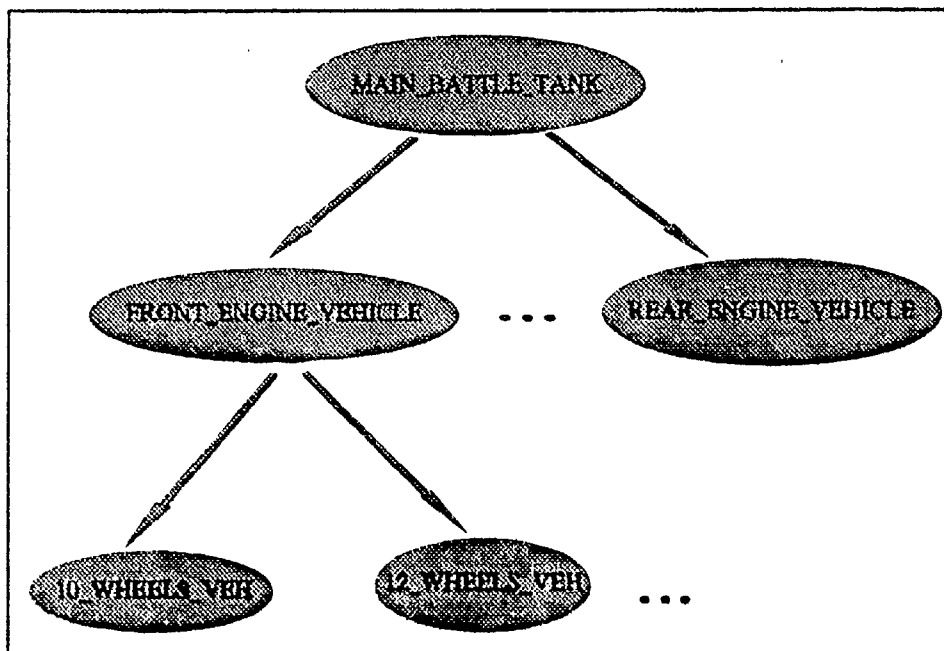 MAIN_BATTLE_TANK
FRONT_ENGINE_VEHICLE
...
REAR_ENGINE_VEHICLE
10_WHEELS_VEH
12_WHEELS_VEH
...